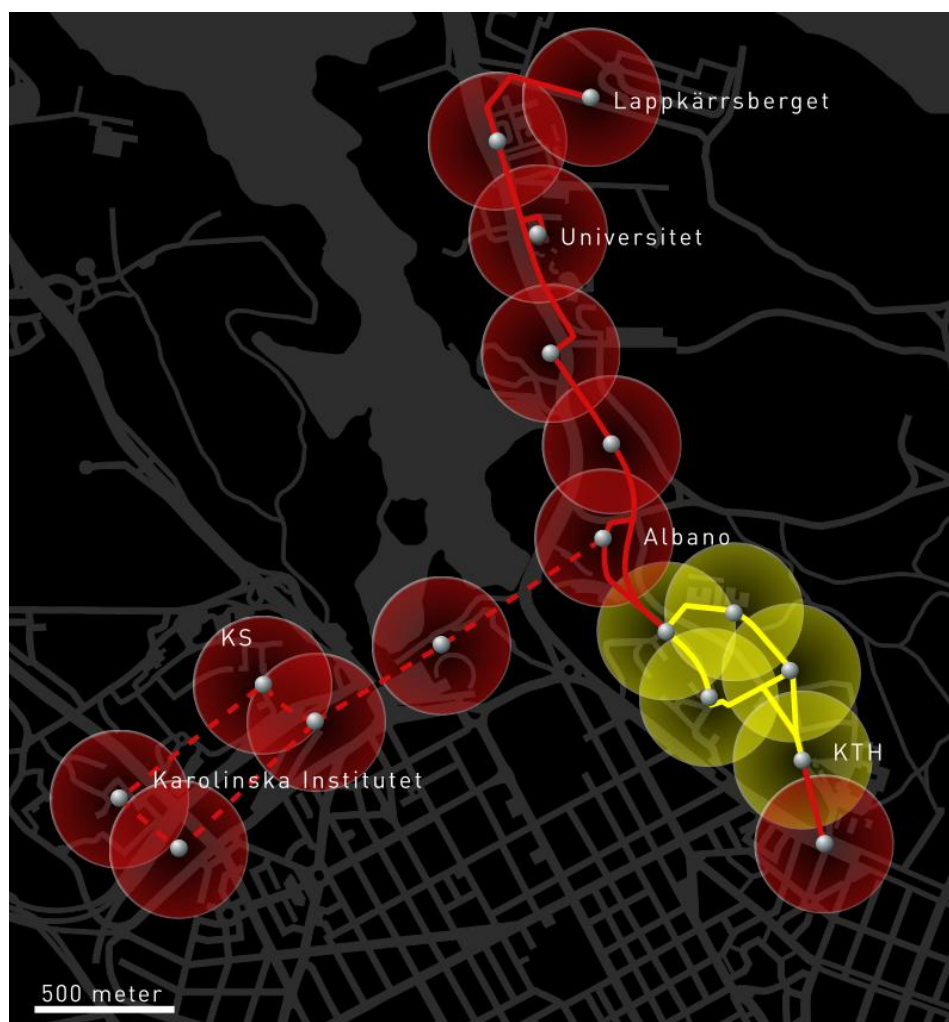 Lappkärrsberget
Universitet
Albano
KS
KTH
Karolinska Institutet
500 meter